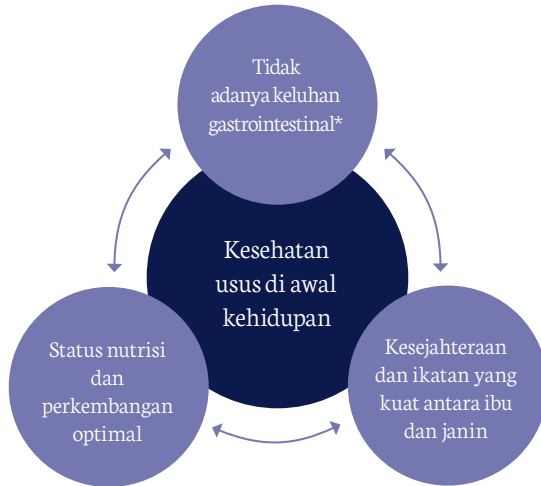 Tidak
adanya keluhan
gastrointestinal*
Kesehatan
usus di awal
kehidupan
Status nutrisi
dan
perkembangan
optimal
Kesejahteraan
dan ikatan yang
kuat antara ibu
dan janin